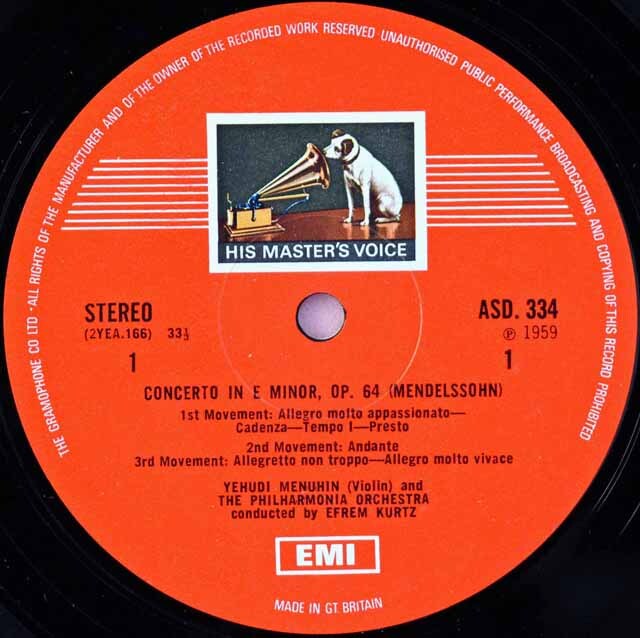 THE GRAMOPHONE CO LTD · ALL RIGHTS OF THE MANUFACTURER AND OF THE OWNER OF THE RECORDED WORK RESERVED UNAUTHORISED PUBLIC PERFORMANCE BROADCASTING AND COPYING OF THIS RECORD PROHIBITED
HIS MASTER'S VOICE
STEREO ASD. 334
(2YEA.166) 33⅓ ℗ 1959
1 1
CONCERTO IN E MINOR, OP. 64 (MENDELSSOHN)
1st Movement: Allegro molto appassionato—
Cadenza—Tempo I—Presto
2nd Movement: Andante
3rd Movement: Allegretto non troppo—Allegro molto vivace
YEHUDI MENUHIN (Violin) and
THE PHILHARMONIA ORCHESTRA
conducted by EFREM KURTZ
EMI
MADE IN GT. BRITAIN